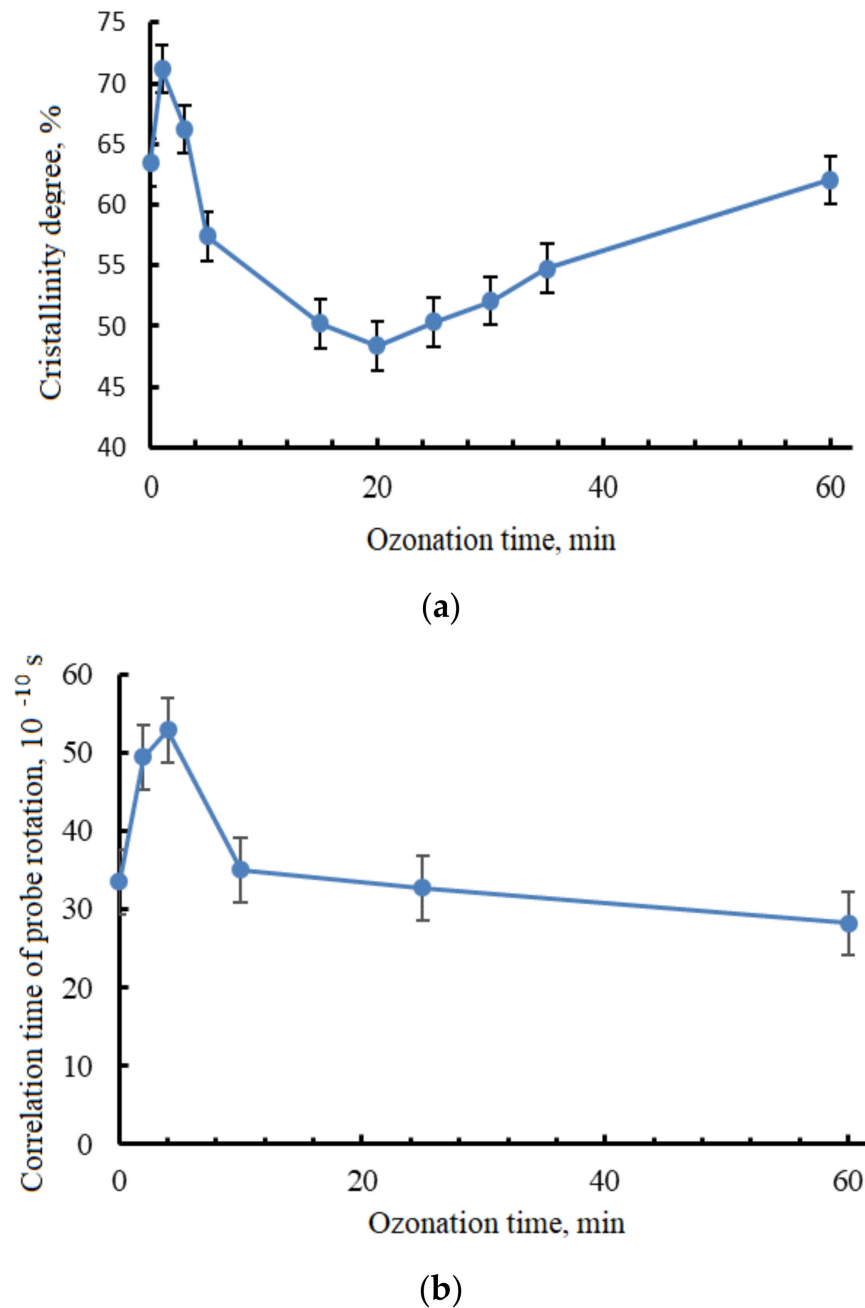 Cristallinity degree, %
75
70
65
60
55
50
45
40
0 20 40 60
Ozonation time, min
(a)
Correlation time of probe rotation, 10 -10 s
60
50
40
30
20
10
0
0 20 40 60
Ozonation time, min
(b)